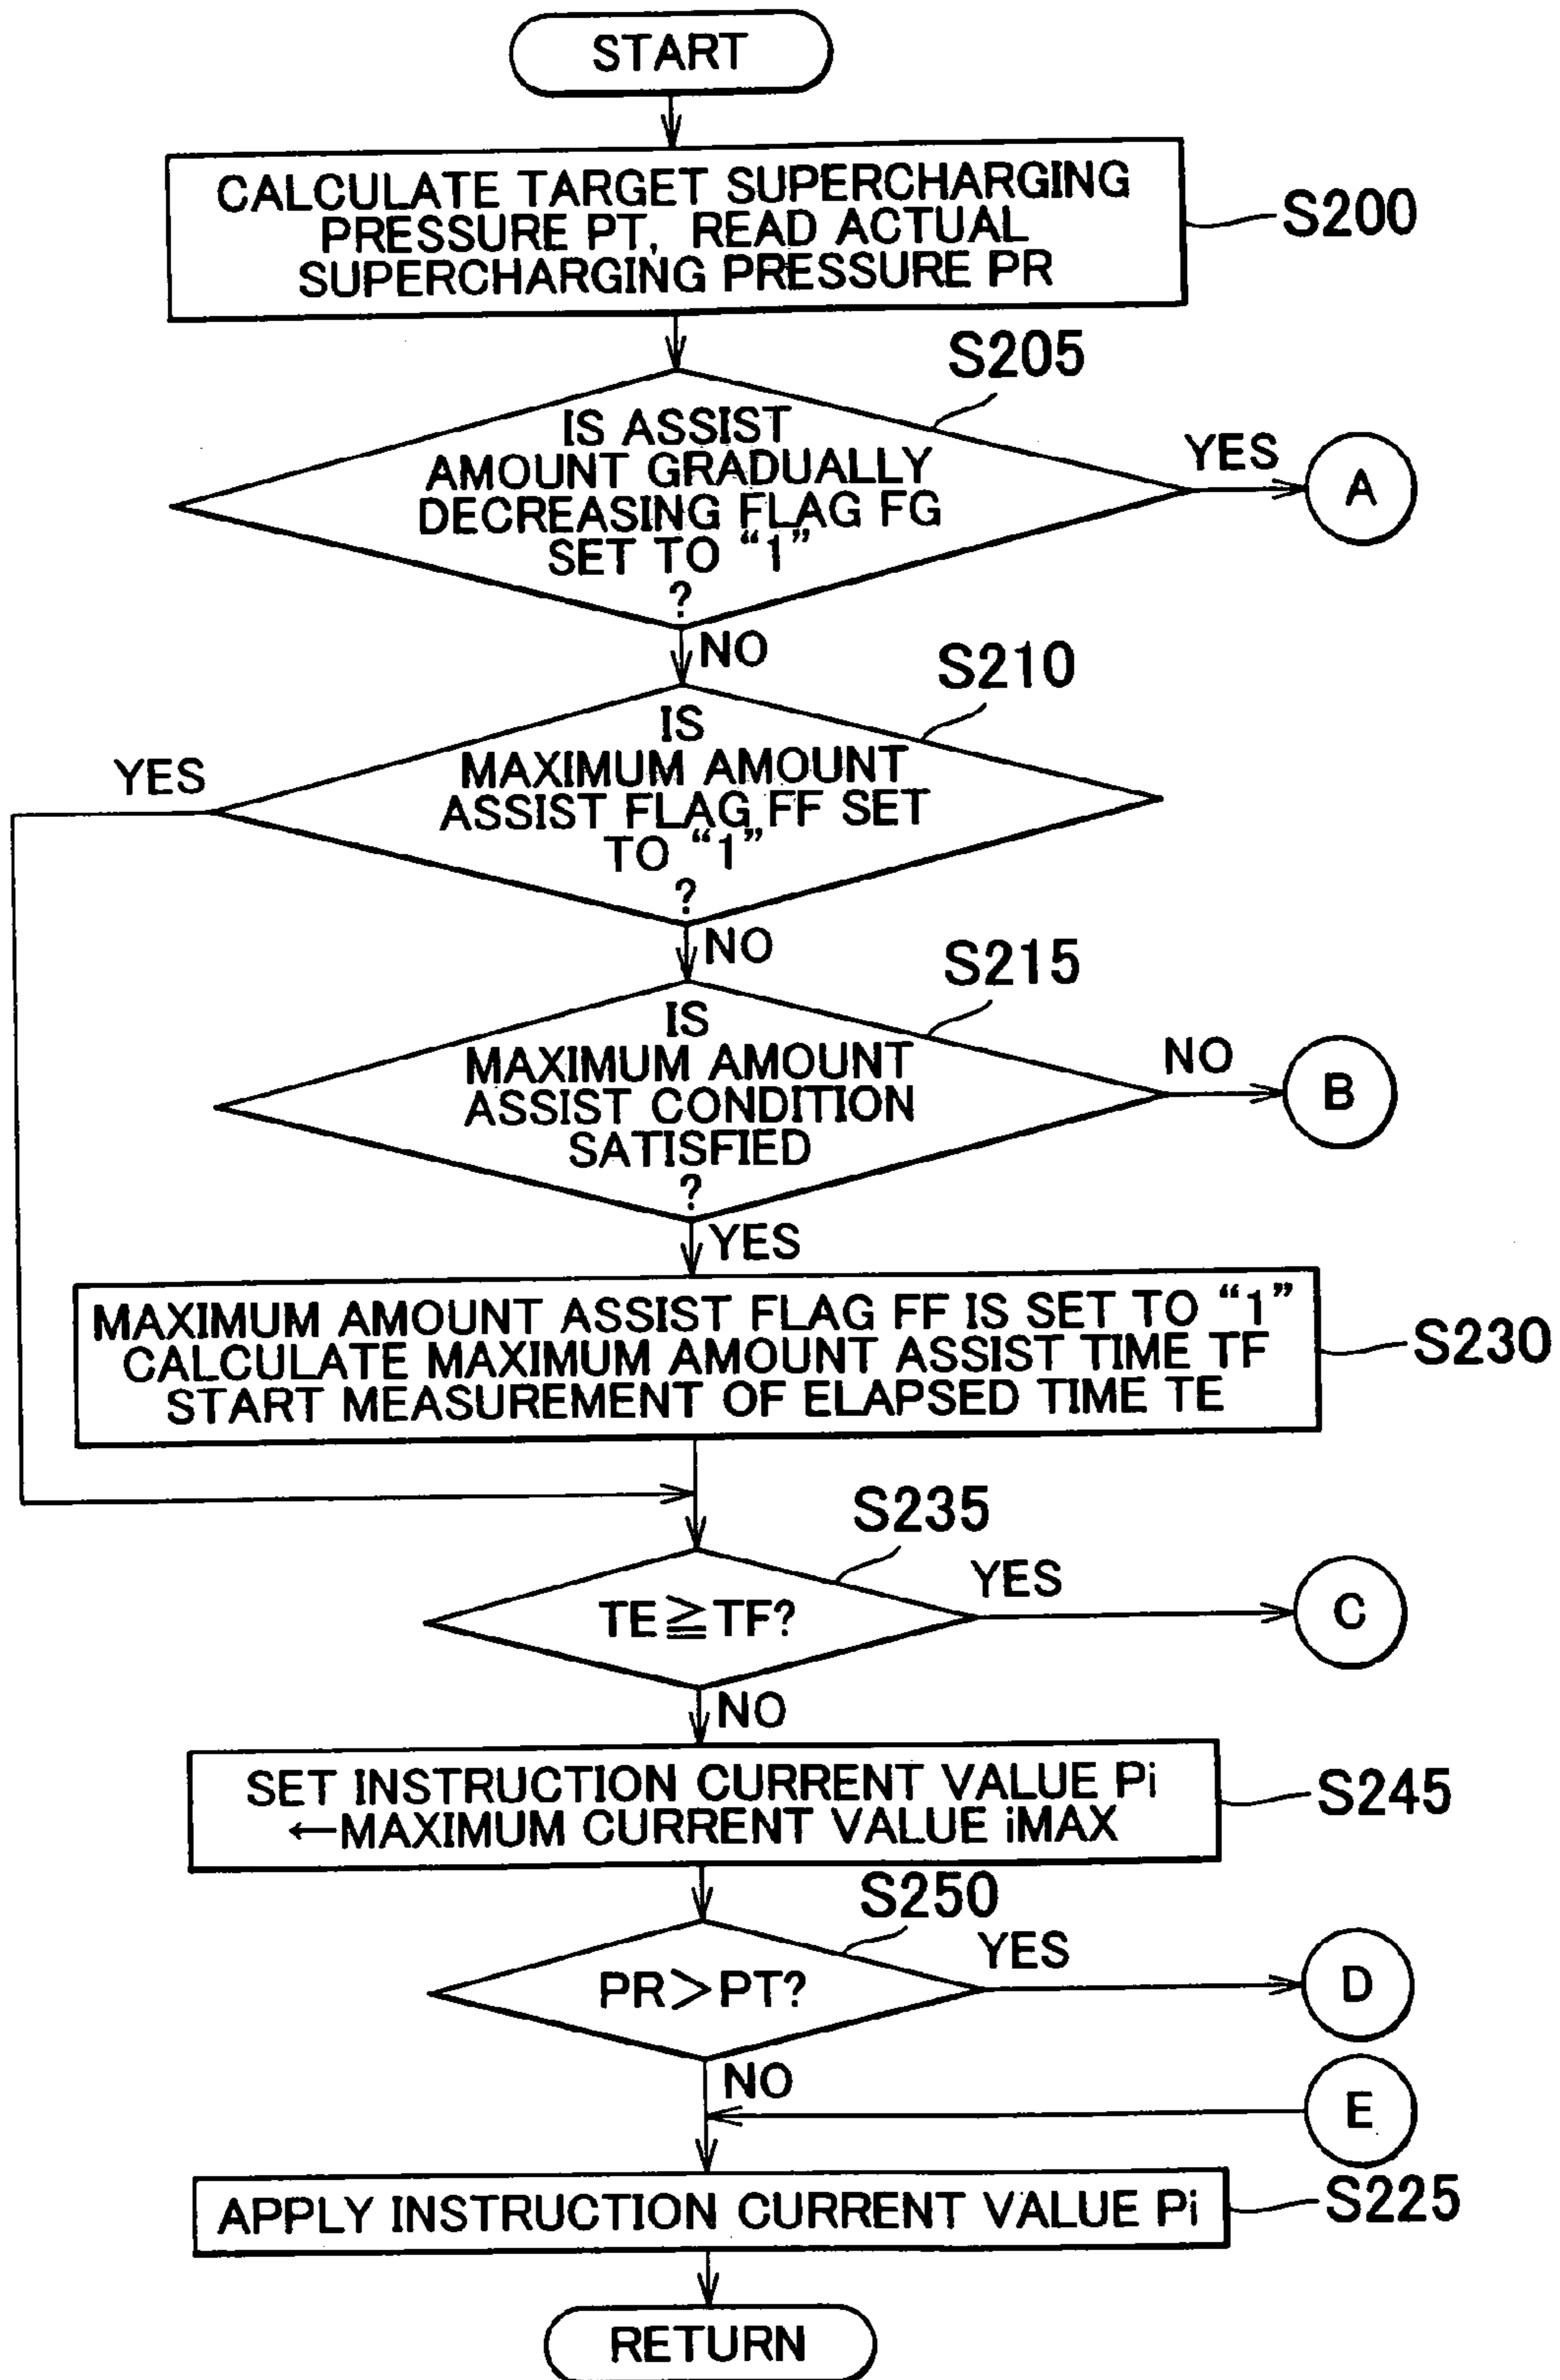 START
CALCULATE TARGET SUPERCHARGING
PRESSURE PT, READ ACTUAL
SUPERCHARGING PRESSURE PR
S200
S205
IS ASSIST
AMOUNT GRADUALLY
DECREASING FLAG FG
SET TO “1”
?
YES
A
NO
S210
IS
MAXIMUM AMOUNT
ASSIST FLAG FF SET
TO “1”
?
YES
NO
S215
IS
MAXIMUM AMOUNT
ASSIST CONDITION
SATISFIED
?
NO
B
YES
MAXIMUM AMOUNT ASSIST FLAG FF IS SET TO “1”
CALCULATE MAXIMUM AMOUNT ASSIST TIME TF
START MEASUREMENT OF ELAPSED TIME TE
S230
S235
TE≧TF?
YES
C
NO
SET INSTRUCTION CURRENT VALUE Pi
←MAXIMUM CURRENT VALUE iMAX
S245
S250
PR>PT?
YES
D
NO
E
APPLY INSTRUCTION CURRENT VALUE Pi
S225
RETURN